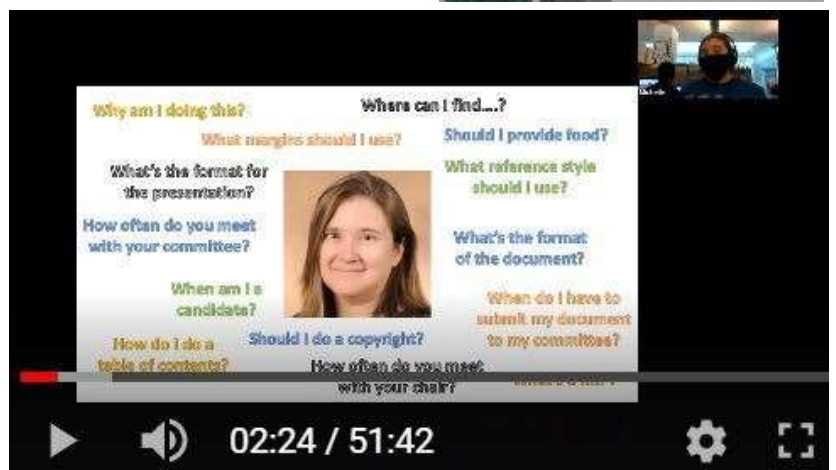 Why am I doing this?
Where can I find....?
What margins should I use?
Should I provide food?
What's the format for
the presentation?
What reference style
should I use?
How often do you meet
with your committee?
What's the format
of the document?
When am I a
candidate?
When do I have to
submit my document
to my committee?
How do I do a
table of contents?
Should I do a copyright?
How often do you meet
with your chair?
02:24 / 51:42